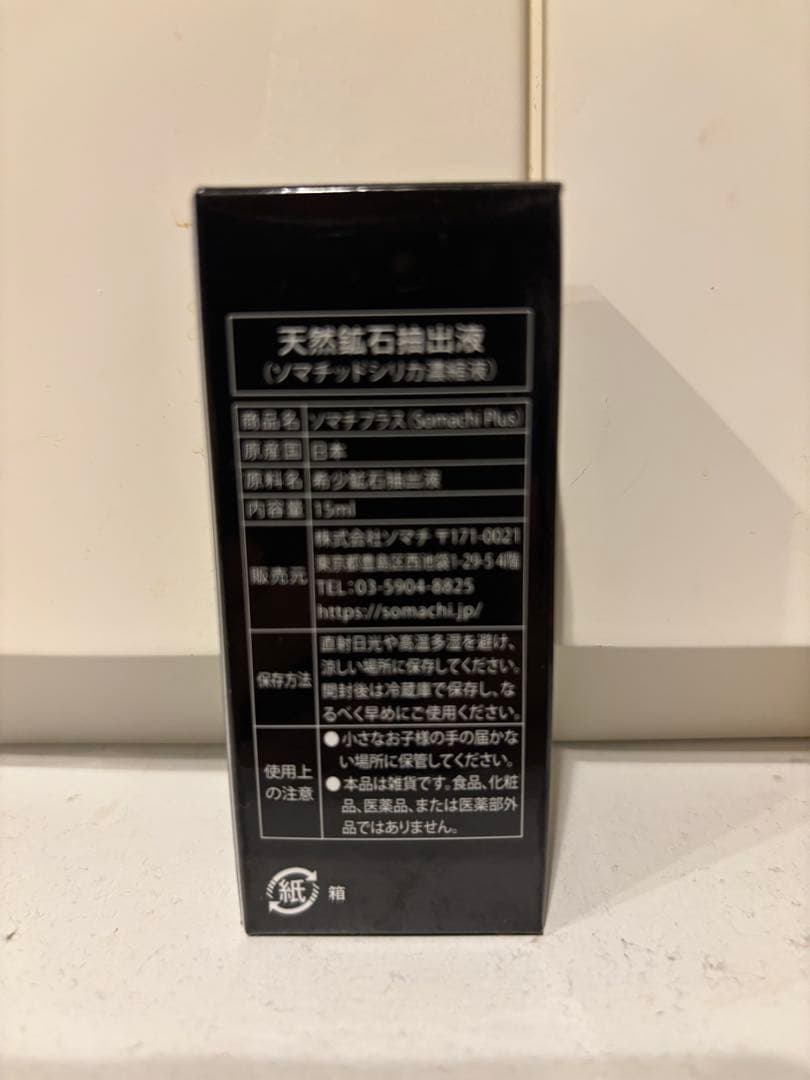 天然鉱石抽出液
(ソマチッドシリカ濃縮液)
商品名 ソマチプラス (Somachi Plus)
原産国 日本
原料名 希少鉱石抽出液
内容量 15ml
販売元 株式会社ソマチ 〒171-0021
東京都豊島区西池袋1-29-5 4階
TEL:03-5904-8825
https://somachi.jp/
保存方法 直射日光や高温多湿を避け、
涼しい場所に保存してください。
開封後は冷蔵庫で保存し、な
るべく早めにご使用ください。
使用上
の注意
●小さなお子様の手の届かな
い場所に保管してください。
●本品は雑貨です。食品、化粧
品、医薬品、または医薬部外
品ではありません。
紙 箱